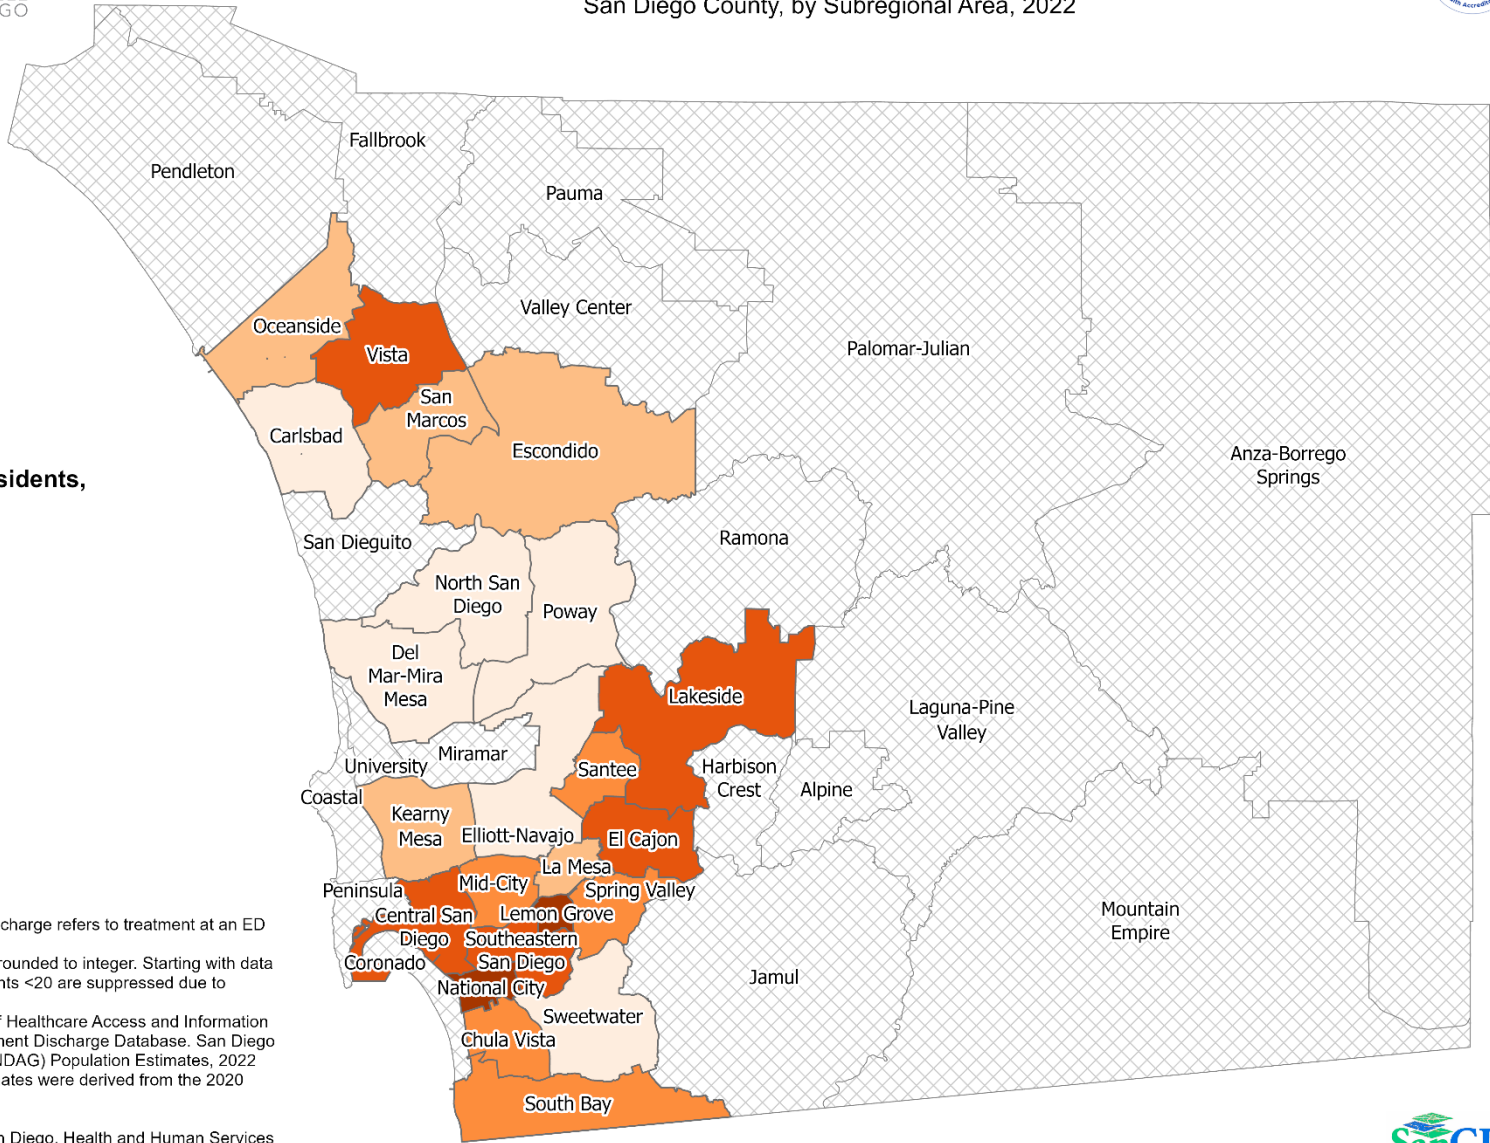 GO
San Diego County, by Subregional Area, 2022
Fallbrook
Pendleton
Pauma
Valley Center
Oceanside
Vista
Palomar-Julian
San
Marcos
Carlsbad
Escondido
Anza-Borrego
Springs
sidents,
Ramona
San Dieguito
North San
Diego
Poway
Del
Mar-Mira
Mesa
Lakeside
Laguna-Pine
Valley
Miramar
University
Santee
Harbison
Crest
Alpine
Coastal
Kearny
Mesa
Elliott-Navajo
El Cajon
La Mesa
Mid-City
Spring Valley
Peninsula
Central San
Diego
Lemon Grove
Mountain
Empire
Southeastern
San Diego
Coronado
National City
Jamul
Sweetwater
Chula Vista
South Bay
charge refers to treatment at an ED
rounded to integer. Starting with data
nts <20 are suppressed due to
f Healthcare Access and Information
ment Discharge Database. San Diego
NDAG) Population Estimates, 2022
ates were derived from the 2020
n Diego, Health and Human Services